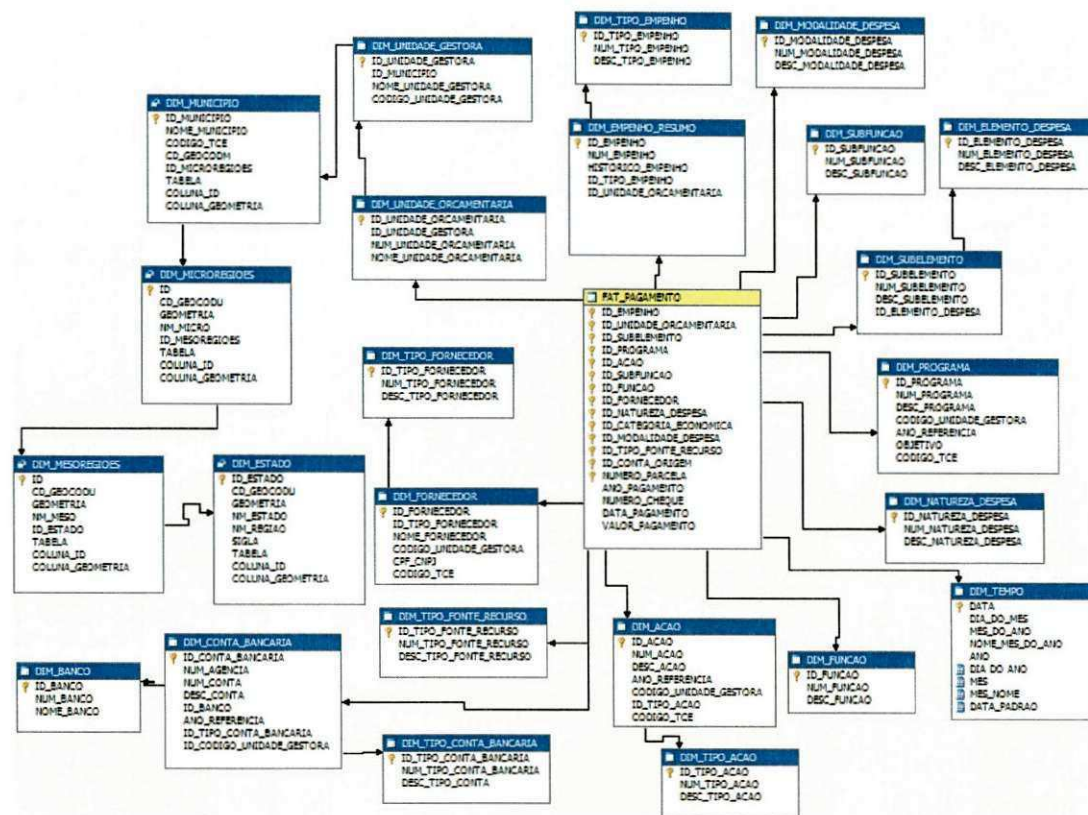 DIM_TIPO_EMPENHO
ID_TIPO_EMPENHO
NUM_TIPO_EMPENHO
DESC_TIPO_EMPENHO
DIM_MODALIDADE_DESPESA
ID_MODALIDADE_DESPESA
NUM_MODALIDADE_DESPESA
DESC_MODALIDADE_DESPESA
DIM_UNIDADE_GESTORA
ID_UNIDADE_GESTORA
ID_MUNICIPIO
NOME_UNIDADE_GESTORA
CODIGO_UNIDADE_GESTORA
DIM_MUNICIPIO
ID_MUNICIPIO
NOME_MUNICIPIO
CODIGO_TCE
CD_GEOCODM
ID_MICROREGIOES
TABELA
COLUNA_ID
COLUNA_GEOMETRIA
DIM_EMPENHO_RESUMO
ID_EMPENHO
NUM_EMPENHO
HISTORICO_EMPENHO
ID_TIPO_EMPENHO
ID_UNIDADE_ORCAMENTARIA
DIM_SUBFUNCAO
ID_SUBFUNCAO
NUM_SUBFUNCAO
DESC_SUBFUNCAO
DIM_ELEMENTO_DESPESA
ID_ELEMENTO_DESPESA
NUM_ELEMENTO_DESPESA
DESC_ELEMENTO_DESPESA
DIM_UNIDADE_ORCAMENTARIA
ID_UNIDADE_ORCAMENTARIA
ID_UNIDADE_GESTORA
NUM_UNIDADE_ORCAMENTARIA
NOME_UNIDADE_ORCAMENTARIA
DIM_SUBELEMENTO
ID_SUBELEMENTO
NUM_SUBELEMENTO
DESC_SUBELEMENTO
ID_ELEMENTO_DESPESA
DIM_MICROREGIOES
ID
CD_GEOCODU
GEOMETRIA
NM_MICRO
ID_MESOREGIOES
TABELA
COLUNA_ID
COLUNA_GEOMETRIA
FAT_PAGAMENTO
ID_EMPENHO
ID_UNIDADE_ORCAMENTARIA
ID_SUBELEMENTO
ID_PROGRAMA
ID_ACAO
ID_SUBFUNCAO
ID_FUNCAO
ID_FORNECEDOR
ID_NATUREZA_DESPESA
ID_CATEGORIA_ECONOMICA
ID_MODALIDADE_DESPESA
ID_TIPO_FONTE_RECURSO
ID_CONTA_ORIGEM
NUMERO_PARCELA
ANO_PAGAMENTO
NUMERO_CHEQUE
DATA_PAGAMENTO
VALOR_PAGAMENTO
DIM_TIPO_FORNECEDOR
ID_TIPO_FORNECEDOR
NUM_TIPO_FORNECEDOR
DESC_TIPO_FORNECEDOR
DIM_PROGRAMA
ID_PROGRAMA
NUM_PROGRAMA
DESC_PROGRAMA
CODIGO_UNIDADE_GESTORA
ANO_REFERENCIA
OBJETIVO
CODIGO_TCE
DIM_MESOREGIOES
ID
CD_GEOCODU
GEOMETRIA
NM_MESO
ID_ESTADO
TABELA
COLUNA_ID
COLUNA_GEOMETRIA
DIM_ESTADO
ID_ESTADO
CD_GEOCODU
GEOMETRIA
NM_ESTADO
NM_REGIAO
SIGLA
TABELA
COLUNA_ID
COLUNA_GEOMETRIA
DIM_FORNECEDOR
ID_FORNECEDOR
ID_TIPO_FORNECEDOR
NOME_FORNECEDOR
CODIGO_UNIDADE_GESTORA
CPF_CNPJ
CODIGO_TCE
DIM_NATUREZA_DESPESA
ID_NATUREZA_DESPESA
NUM_NATUREZA_DESPESA
DESC_NATUREZA_DESPESA
DIM_TEMPO
DATA
DIA_DO_MES
MES_DO_ANO
NOME_MES_DO_ANO
ANO
DIA DO ANO
MES
MES_NOME
DATA_PADRAO
DIM_TIPO_FONTE_RECURSO
ID_TIPO_FONTE_RECURSO
NUM_TIPO_FONTE_RECURSO
DESC_TIPO_FONTE_RECURSO
DIM_ACAO
ID_ACAO
NUM_ACAO
DESC_ACAO
ANO_REFERENCIA
CODIGO_UNIDADE_GESTORA
ID_TIPO_ACAO
CODIGO_TCE
DIM_FUNCAO
ID_FUNCAO
NUM_FUNCAO
DESC_FUNCAO
DIM_CONTA_BANCARIA
ID_CONTA_BANCARIA
NUM_AGENCIA
NUM_CONTA
DESC_CONTA
ID_BANCO
ANO_REFERENCIA
ID_TIPO_CONTA_BANCARIA
ID_CODIGO_UNIDADE_GESTORA
DIM_BANCO
ID_BANCO
NUM_BANCO
NOME_BANCO
DIM_TIPO_CONTA_BANCARIA
ID_TIPO_CONTA_BANCARIA
NUM_TIPO_CONTA_BANCARIA
DESC_TIPO_CONTA
DIM_TIPO_ACAO
ID_TIPO_ACAO
NUM_TIPO_ACAO
DESC_TIPO_ACAO